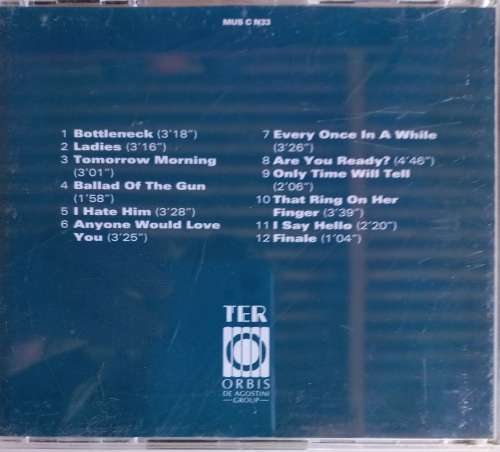 MUS C N33
1 Bottleneck (3'18")
2 Ladies (3'16")
3 Tomorrow Morning
(3'01")
4 Ballad Of The Gun
(1'58")
5 I Hate Him (3'28")
6 Anyone Would Love
You (3'25")
7 Every Once In A While
(3'26")
8 Are You Ready? (4'46")
9 Only Time Will Tell
(2'06")
10 That Ring On Her
Finger (3'39")
11 I Say Hello (2'20")
12 Finale (1'04")
TER
ORBIS
DE AGOSTINI
GROUP